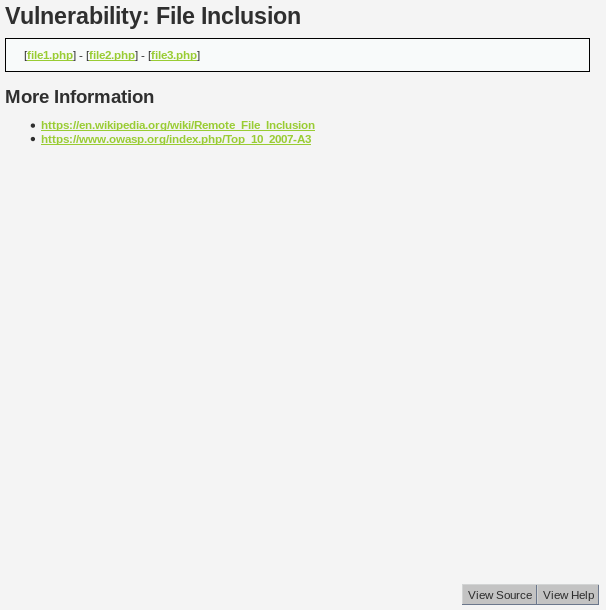 Vulnerability: File Inclusion
[file1.php] - [file2.php] - [file3.php]
More Information
• https://en.wikipedia.org/wiki/Remote_File_Inclusion
• https://www.owasp.org/index.php/Top_10_2007-A3
View Source View Help